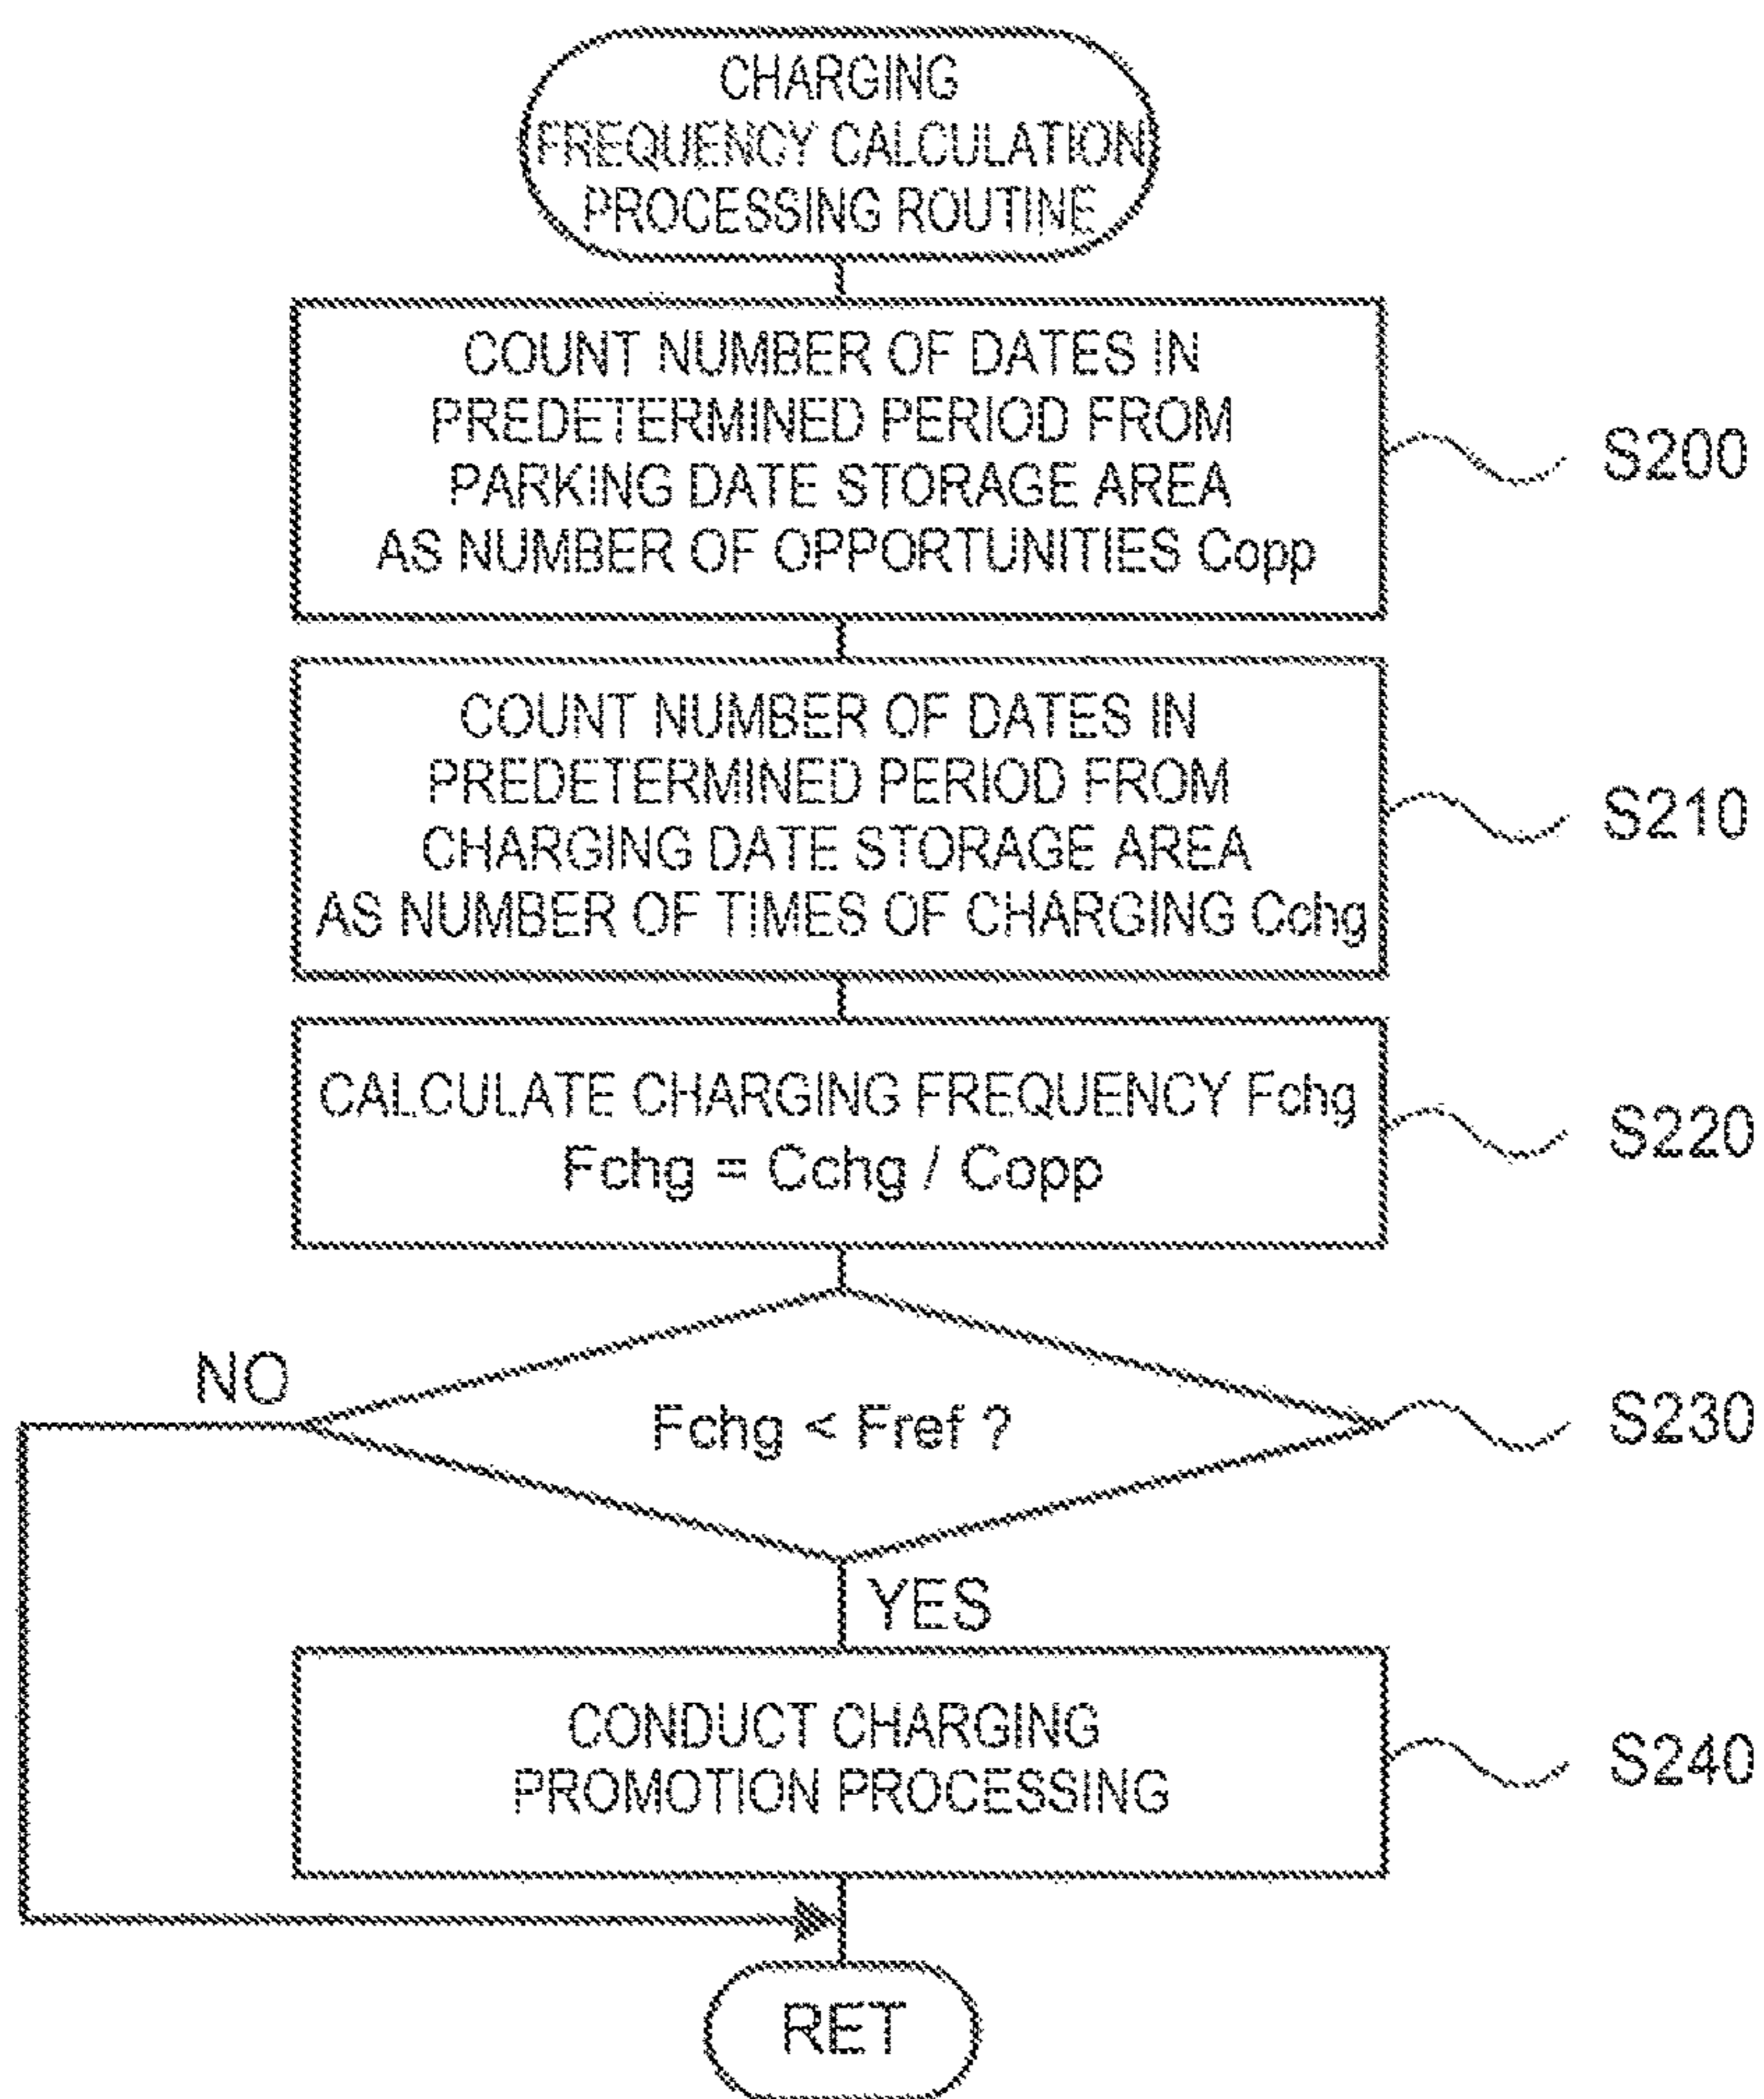 CHARGING
FREQUENCY CALCULATION
PROCESSING ROUTINE
COUNT NUMBER OF DATES IN
PREDETERMINED PERIOD FROM
PARKING DATE STORAGE AREA
AS NUMBER OF OPPORTUNITIES Copp
S200
COUNT NUMBER OF DATES IN
PREDETERMINED PERIOD FROM
CHARGING DATE STORAGE AREA
AS NUMBER OF TIMES OF CHARGING Cchg
S210
CALCULATE CHARGING FREQUENCY Fchg
Fchg = Cchg / Copp
S220
NO
Fchg < Fref ?
S230
YES
CONDUCT CHARGING
PROMOTION PROCESSING
S240
RET